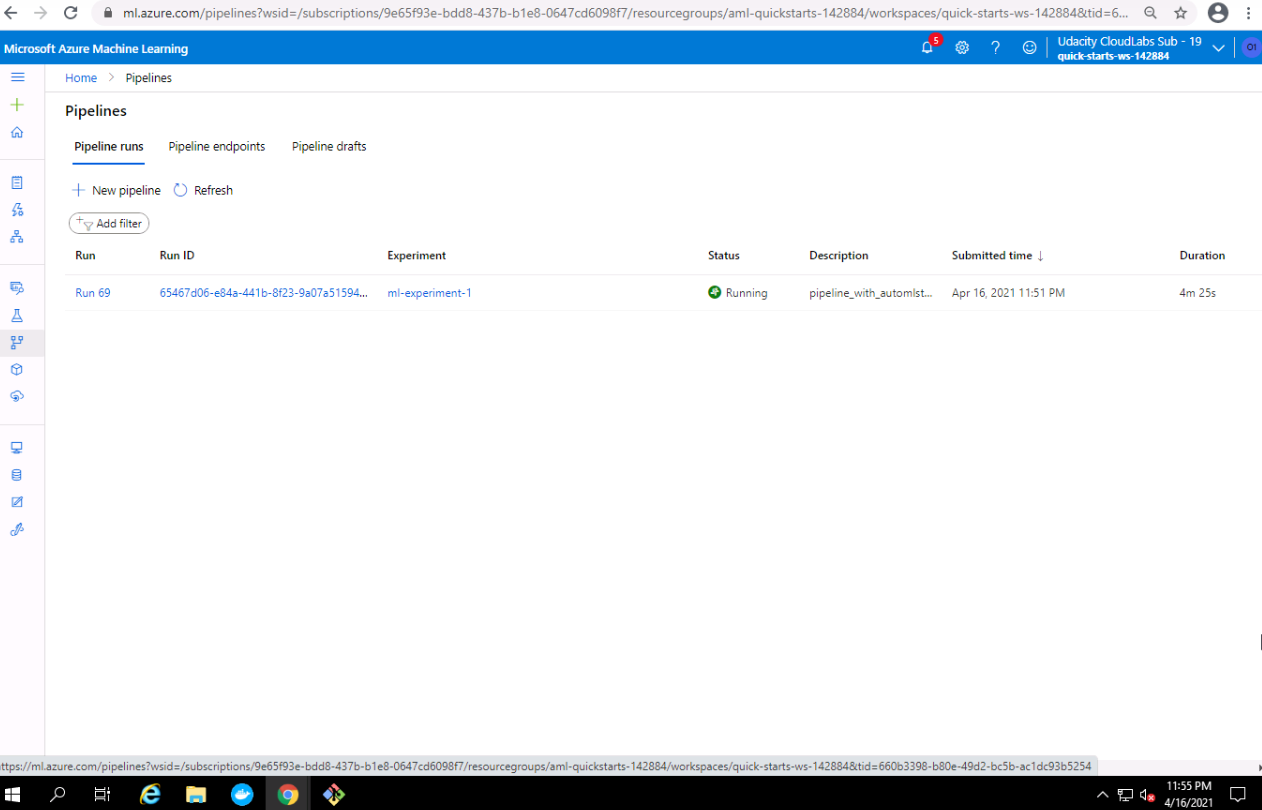 ml.azure.com/pipelines?wsid=/subscriptions/9e65f93e-bdd8-437b-b1e8-0647cd6098f7/resourcegroups/aml-quickstarts-142884/workspaces/quick-starts-ws-142884&tid=6...
Microsoft Azure Machine Learning
5
?
Udacity CloudLabs Sub - 19
quick-starts-ws-142884
O1
Home > Pipelines
Pipelines
Pipeline runs Pipeline endpoints Pipeline drafts
New pipeline Refresh
Add filter
Run Run ID Experiment Status Description Submitted time ↓ Duration
Run 69 65467d06-e84a-441b-8f23-9a07a51594... ml-experiment-1 Running pipeline_with_automlst... Apr 16, 2021 11:51 PM 4m 25s
ttps://ml.azure.com/pipelines?wsid=/subscriptions/9e65f93e-bdd8-437b-b1e8-0647cd6098f7/resourcegroups/aml-quickstarts-142884/workspaces/quick-starts-ws-142884&tid=660b3398-b80e-49d2-bc5b-ac1dc93b5254
11:55 PM
4/16/2021